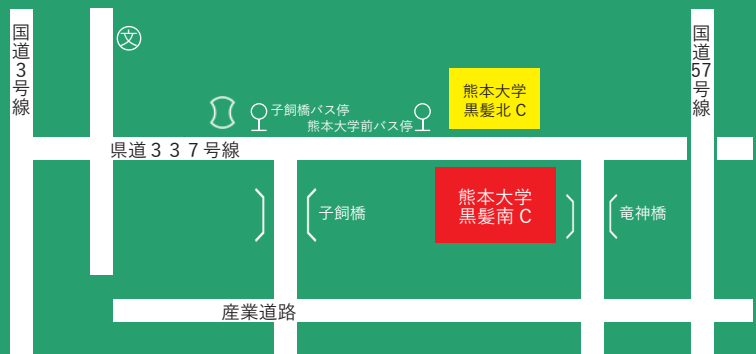 国道3号線
文
国道57号線
熊本大学
黒髪北 C
子飼橋バス停
熊本大学前バス停
県道３３７号線
熊本大学
黒髪南 C
子飼橋
竜神橋
産業道路